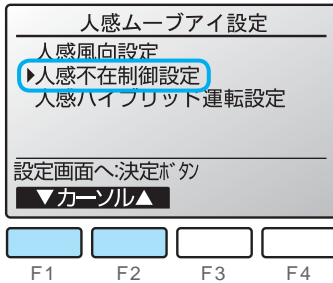 人感ムーブアイ設定
人感風向設定
▶人感不在制御設定
人感ハイブリッド運転設定
設定画面へ:決定ボタン
▼カーソル▲
F1 F2 F3 F4